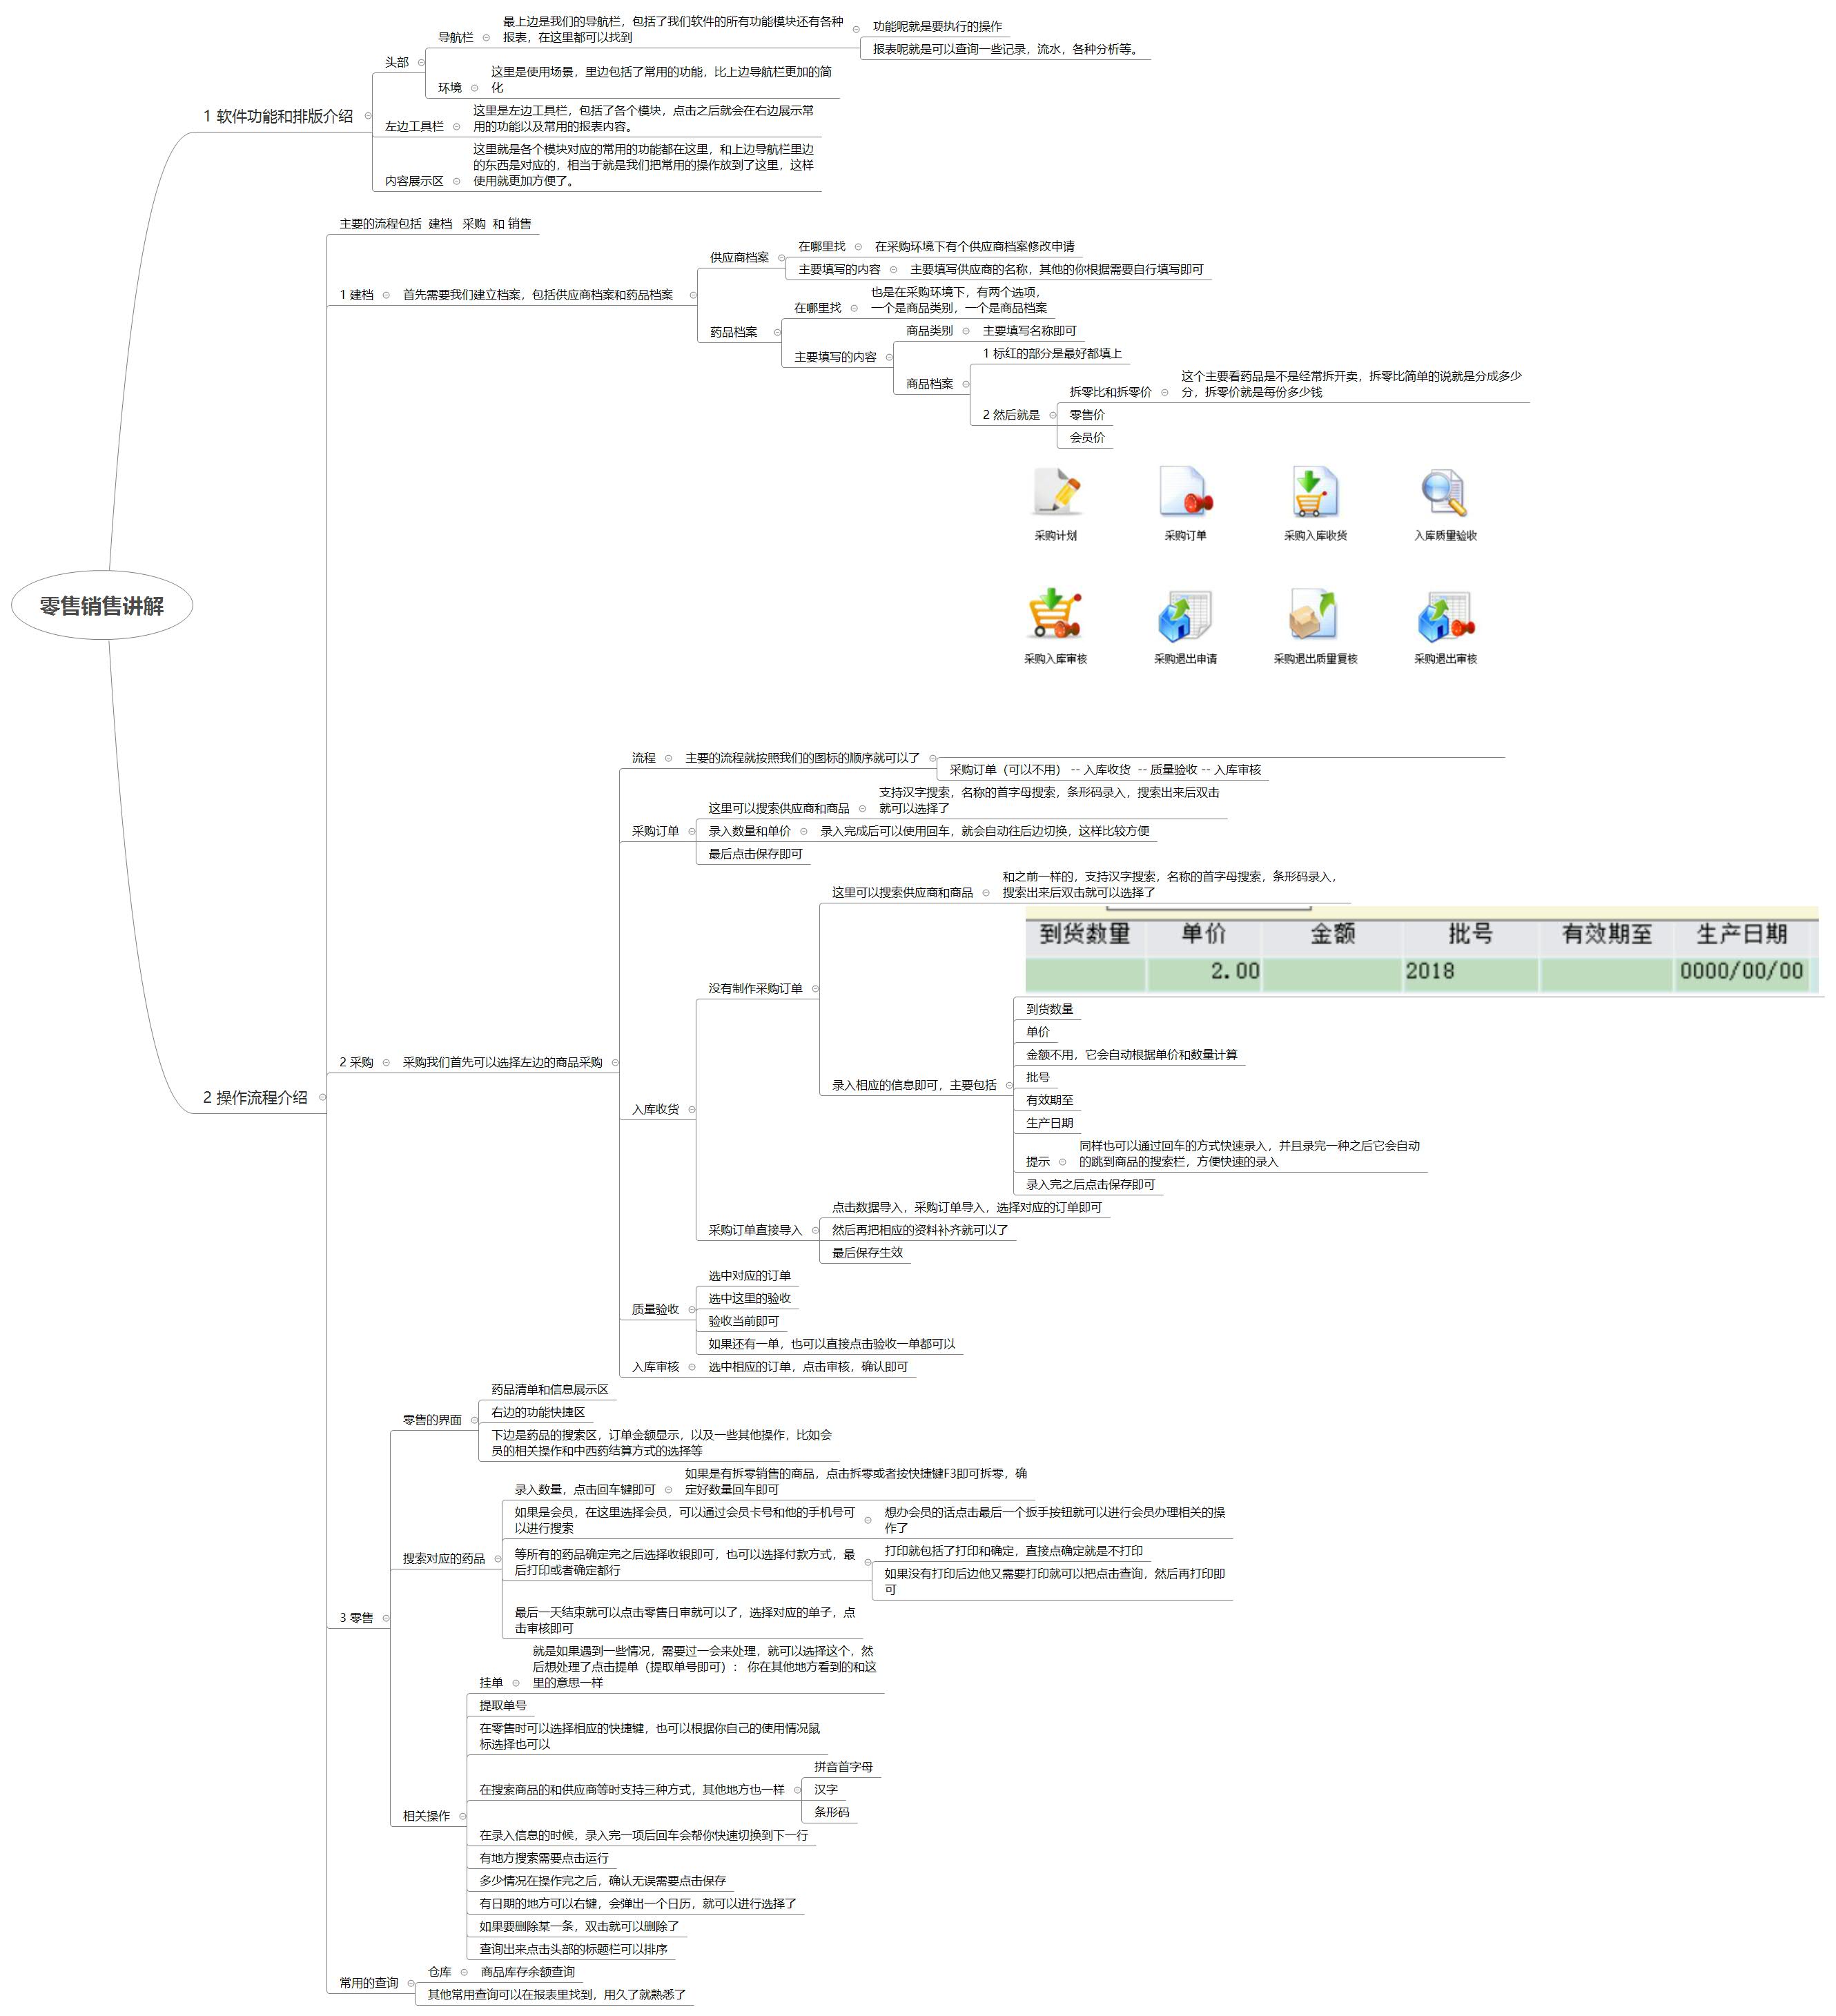 零售销售讲解
1 软件功能和排版介绍
头部
导航栏
最上边是我们的导航栏，包括了我们软件的所有功能模块还有各种
报表，在这里都可以找到
功能呢就是要执行的操作
报表呢就是可以查询一些记录，流水，各种分析等。
环境
这里是使用场景，里边包括了常用的功能，比上边导航栏更加的简
化
左边工具栏
这里是左边工具栏，包括了各个模块，点击之后就会在右边展示常
用的功能以及常用的报表内容。
内容展示区
这里就是各个模块对应的常用的功能都在这里，和上边导航栏里边
的东西是对应的，相当于就是我们把常用的操作放到了这里，这样
使用就更加方便了。
2 操作流程介绍
主要的流程包括 建档 采购 和 销售
1 建档
首先需要我们建立档案，包括供应商档案和药品档案
供应商档案
在哪里找
在采购环境下有个供应商档案修改申请
主要填写的内容
主要填写供应商的名称，其他的你根据需要自行填写即可
药品档案
在哪里找
也是在采购环境下，有两个选项，
一个是商品类别，一个是商品档案
主要填写的内容
商品类别
主要填写名称即可
商品档案
1 标红的部分是最好都填上
2 然后就是
拆零比和拆零价
这个主要看药品是不是经常拆开卖，拆零比简单的说就是分成多少
分，拆零价就是每份多少钱
零售价
会员价
2 采购
采购我们首先可以选择左边的商品采购
流程
主要的流程就按照我们的图标的顺序就可以了
采购计划
采购订单
采购入库收货
入库质量验收
采购入库审核
采购退出申请
采购退出质量复核
采购退出审核
采购订单（可以不用） -- 入库收货 -- 质量验收 -- 入库审核
采购订单
这里可以搜索供应商和商品
支持汉字搜索，名称的首字母搜索，条形码录入，搜索出来后双击
就可以选择了
录入数量和单价
录入完成后可以使用回车，就会自动往后边切换，这样比较方便
最后点击保存即可
入库收货
没有制作采购订单
这里可以搜索供应商和商品
和之前一样的，支持汉字搜索，名称的首字母搜索，条形码录入，
搜索出来后双击就可以选择了
录入相应的信息即可，主要包括
到货数量 单价 金额 批号 有效期至 生产日期
2.00 2018 0000/00/00
到货数量
单价
金额不用，它会自动根据单价和数量计算
批号
有效期至
生产日期
提示
同样也可以通过回车的方式快速录入，并且录完一种之后它会自动
的跳到商品的搜索栏，方便快速的录入
录入完之后点击保存即可
采购订单直接导入
点击数据导入，采购订单导入，选择对应的订单即可
然后再把相应的资料补齐就可以了
最后保存生效
质量验收
选中对应的订单
选中这里的验收
验收当前即可
如果还有一单，也可以直接点击验收一单都可以
入库审核
选中相应的订单，点击审核，确认即可
3 零售
零售的界面
药品清单和信息展示区
右边的功能快捷区
下边是药品的搜索区，订单金额显示，以及一些其他操作，比如会
员的相关操作和中西药结算方式的选择等
搜索对应的药品
录入数量，点击回车键即可
如果是有拆零销售的商品，点击拆零或者按快捷键F3即可拆零，确
定好数量回车即可
如果是会员，在这里选择会员，可以通过会员卡号和他的手机号可
以进行搜索
想办会员的话点击最后一个扳手按钮就可以进行会员办理相关的操
作了
等所有的药品确定完之后选择收银即可，也可以选择付款方式，最
后打印或者确定都行
打印就包括了打印和确定，直接点确定就是不打印
如果没有打印后边他又需要打印就可以把点击查询，然后再打印即
可
最后一天结束就可以点击零售日审就可以了，选择对应的单子，点
击审核即可
相关操作
挂单
就是如果遇到一些情况，需要过一会来处理，就可以选择这个，然
后想处理了点击提单（提取单号即可）： 你在其他地方看到的和这
里的意思一样
提取单号
在零售时可以选择相应的快捷键，也可以根据你自己的使用情况鼠
标选择也可以
在搜索商品的和供应商等时支持三种方式，其他地方也一样
拼音首字母
汉字
条形码
在录入信息的时候，录入完一项后回车会帮你快速切换到下一行
有地方搜索需要点击运行
多少情况在操作完之后，确认无误需要点击保存
有日期的地方可以右键，会弹出一个日历，就可以进行选择了
如果要删除某一条，双击就可以删除了
查询出来点击头部的标题栏可以排序
常用的查询
仓库
商品库存余额查询
其他常用查询可以在报表里找到，用久了就熟悉了